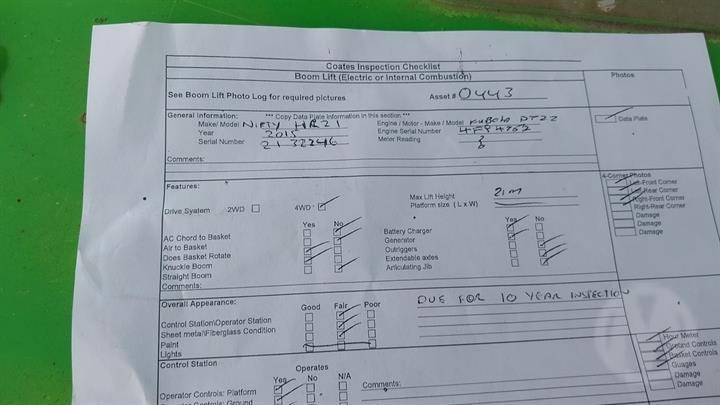 Coates Inspection Checklist
Boom Lift (Electric or Internal Combustion)
Photos
See Boom Lift Photo Log for required pictures Asset # 0443
General Information: *** Copy Data Plate Information in this section ***
Make/ Model NIFTY HR21 Engine / Motor - Make / Model KUBOTA
Year 2015 Engine Serial Number
Serial Number 2132246 Meter Reading
Data Plate
Comments:
Features:
4-Corner Photos
Left-Front Corner
Left-Rear Corner
Right-Front Corner
Right-Rear Corner
Damage
Damage
Damage
Max Lift Height 21m
Drive System 2WD 4WD Platform size ( L x W)
Yes No Yes No
AC Chord to Basket Battery Charger
Air to Basket Generator
Does Basket Rotate Outriggers
Knuckle Boom Extendable axles
Straight Boom Articulating Jib
Comments:
Overall Appearance: Good Fair Poor DUE FOR 10 YEAR INSPECTION
Control Station\Operator Station
Sheet metal\Fiberglass Condition
Paint
Lights
Hour Meter
Ground Controls
Basket Controls
Guages
Damage
Damage
Control Station
Operates
Yes No N/A
Comments:
Operator Controls: Platform
Operator Controls: Ground